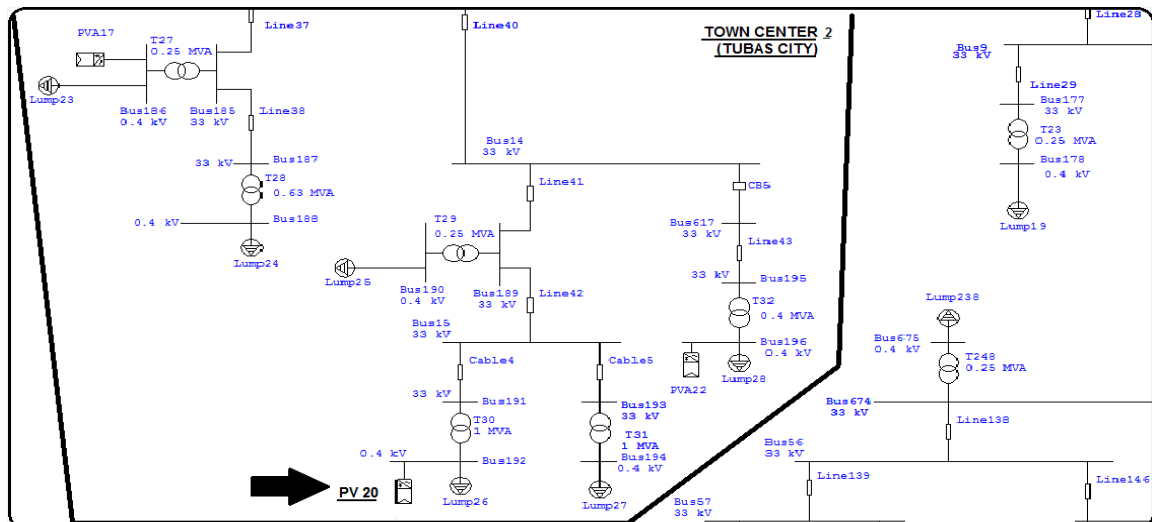 Line37
PVA17
T27
0.25 MVA
Lump23
Bus186
0.4 kV
Bus185
33 kV
Line38
33 kV
Bus187
T28
0.63 MVA
0.4 kV
Bus188
Lump24
Line40
TOWN CENTER 2
(TUBAS CITY)
Bus14
33 kV
Line41
CB5
T29
0.25 MVA
Lump25
Bus190
0.4 kV
Bus189
33 kV
Line42
Bus617
33 kV
Line43
33 kV
Bus195
T32
0.4 MVA
Bus196
0.4 kV
PVA22
Lump28
Bus15
33 kV
Cable4
Cable5
33 kV
Bus191
T30
1 MVA
0.4 kV
Bus192
PV 20
Lump26
Bus193
33 kV
T31
1 MVA
Bus194
0.4 kV
Lump27
Line28
Bus9
33 kV
Line29
Bus177
33 kV
T23
0.25 MVA
Bus178
0.4 kV
Lump19
Lump238
Bus675
0.4 kV
T248
0.25 MVA
Bus674
33 kV
Line138
Bus56
33 kV
Line139
Line146
Bus57
33 kV